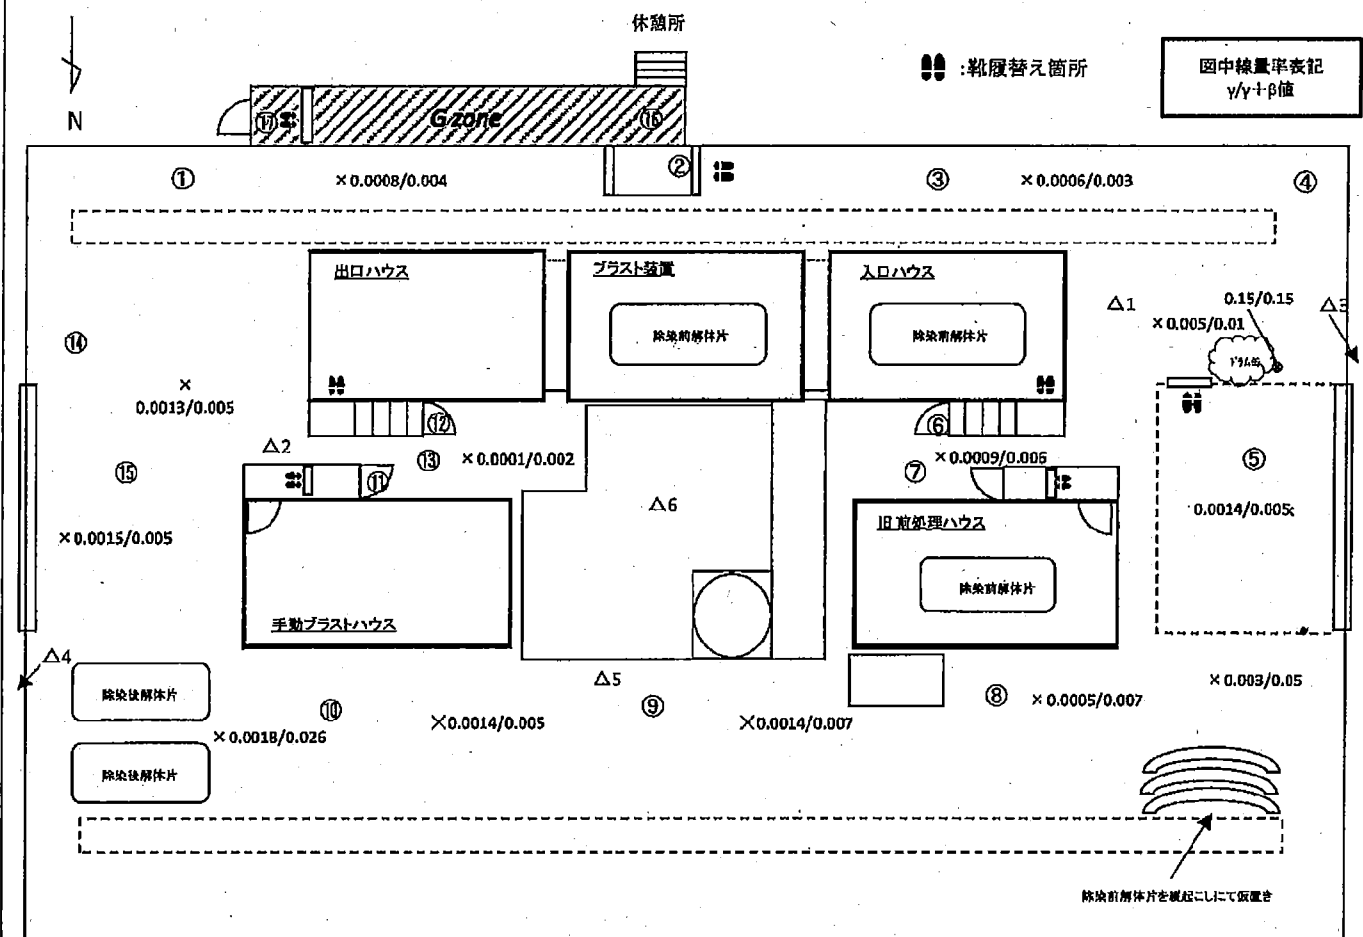 休憩所
:靴履替え箇所
図中線量率表記
γ/γ+β値
N
⑰
G zone
⑯
①
×0.0008/0.004
②
③
×0.0006/0.003
④
出口ハウス
ブラスト装置
入口ハウス
除染前解体片
除染前解体片
△1
0.15/0.15
△3
×0.005/0.01
ドラム缶
⑭
×
0.0013/0.005
⑫
⑥
△2
⑬
×0.0001/0.002
⑦
×0.0009/0.006
⑤
⑮
⑪
△6
0.0014/0.005×
×0.0015/0.005
旧前処理ハウス
除染前解体片
手動ブラストハウス
△4
△5
×0.003/0.05
除染後解体片
⑩
×0.0014/0.005
⑨
×0.0014/0.007
⑧
×0.0005/0.007
×0.0018/0.026
除染後解体片
除染前解体片を縦起こしにて仮置き